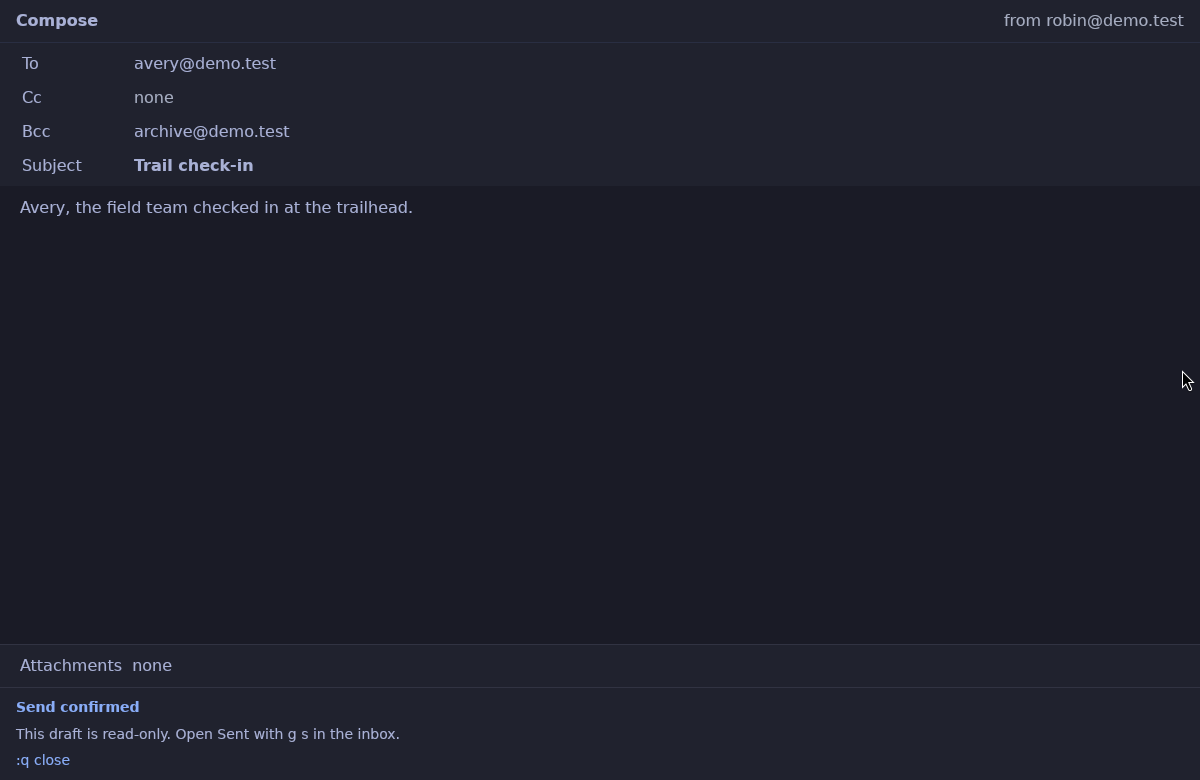 Compose from robin@demo.test
To avery@demo.test
Cc none
Bcc archive@demo.test
Subject Trail check-in
Avery, the field team checked in at the trailhead.
Attachments none
Send confirmed
This draft is read-only. Open Sent with g s in the inbox.
:q close